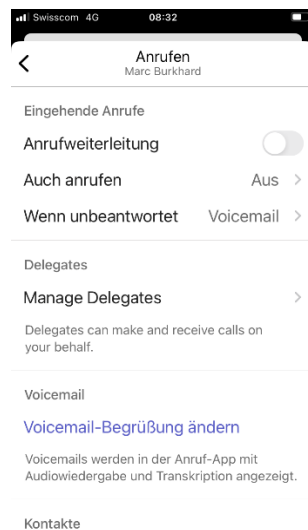 Swisscom 4G 08:32
Anrufen
Marc Burkhard
Eingehende Anrufe
Anrufweiterleitung
Auch anrufen Aus
Wenn unbeantwortet Voicemail
Delegates
Manage Delegates
Delegates can make and receive calls on
your behalf.
Voicemail
Voicemail-Begrüßung ändern
Voicemails werden in der Anruf-App mit
Audiowiedergabe und Transkription angezeigt.
Kontakte